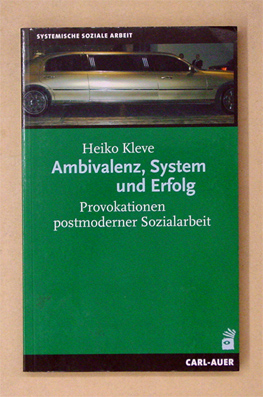 SYSTEMISCHE SOZIALE ARBEIT
Heiko Kleve
Ambivalenz, System
und Erfolg
Provokationen
postmoderner Sozialarbeit
CARL-AUER